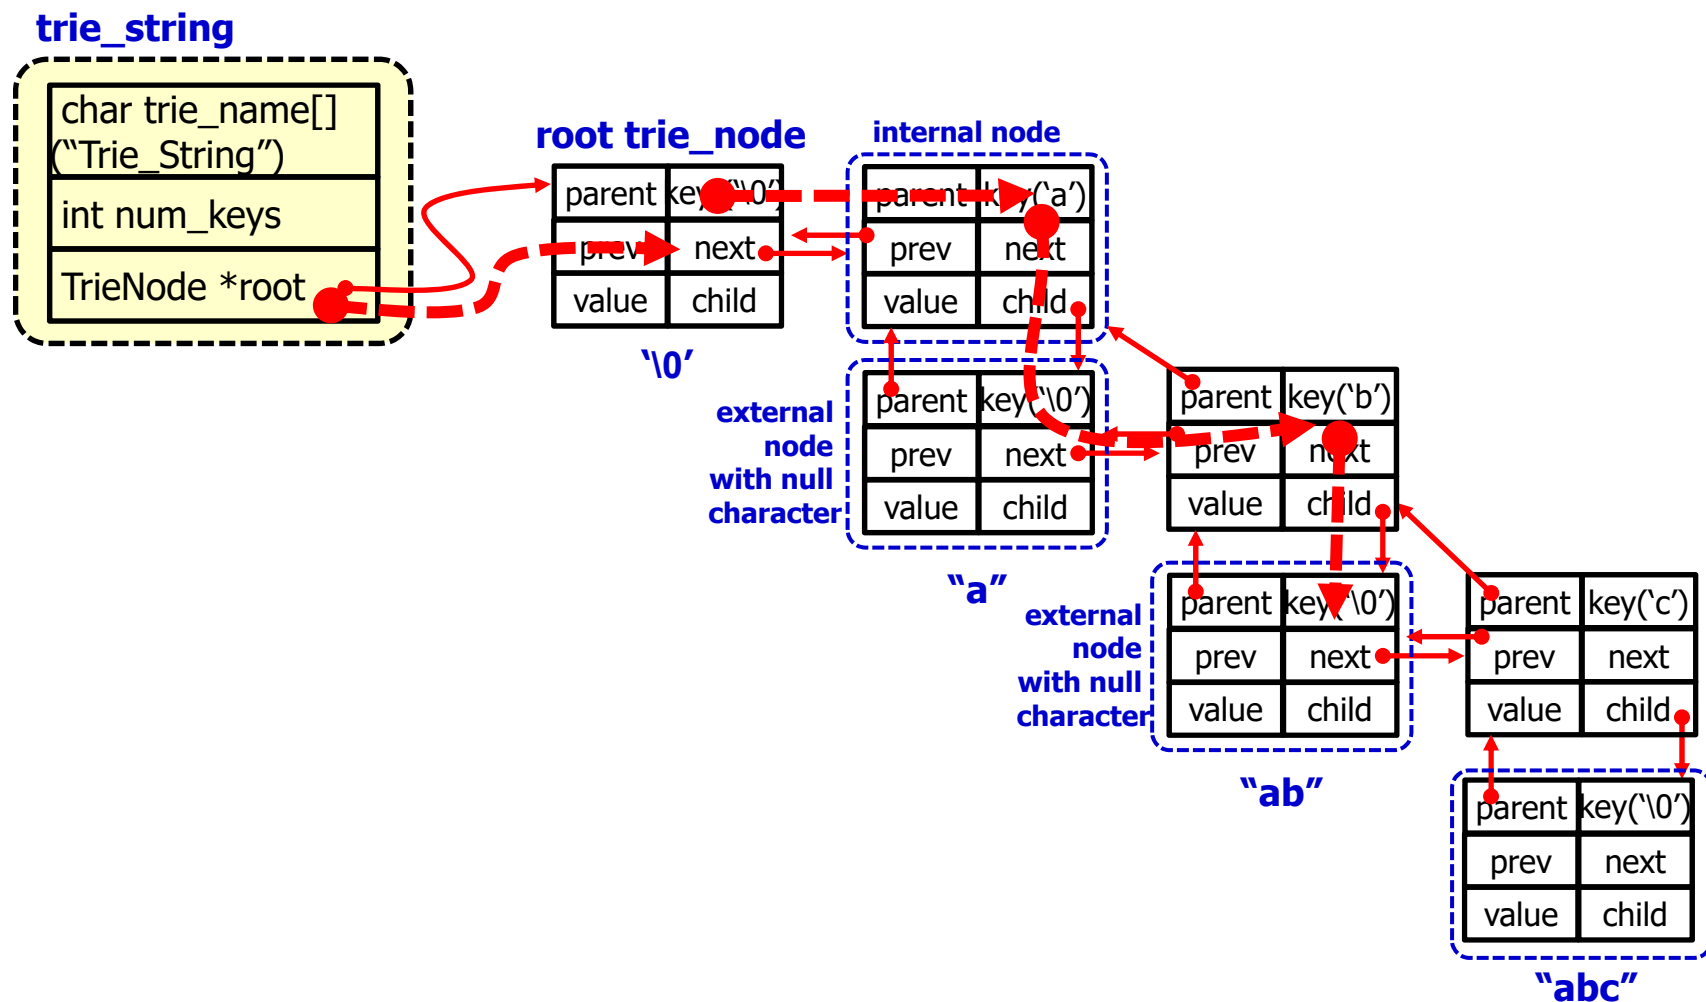 trie_string
char trie_name[]
(“Trie_String”)
int num_keys
TrieNode *root
root trie_node
parent key(‘\0’)
prev next
value child
‘\0’
internal node
parent key(‘a’)
prev next
value child
external
node
with null
character
parent key(‘\0’)
prev next
value child
“a”
parent key(‘b’)
prev next
value child
external
node
with null
character
parent key(‘\0’)
prev next
value child
“ab”
parent key(‘c’)
prev next
value child
parent key(‘\0’)
prev next
value child
“abc”